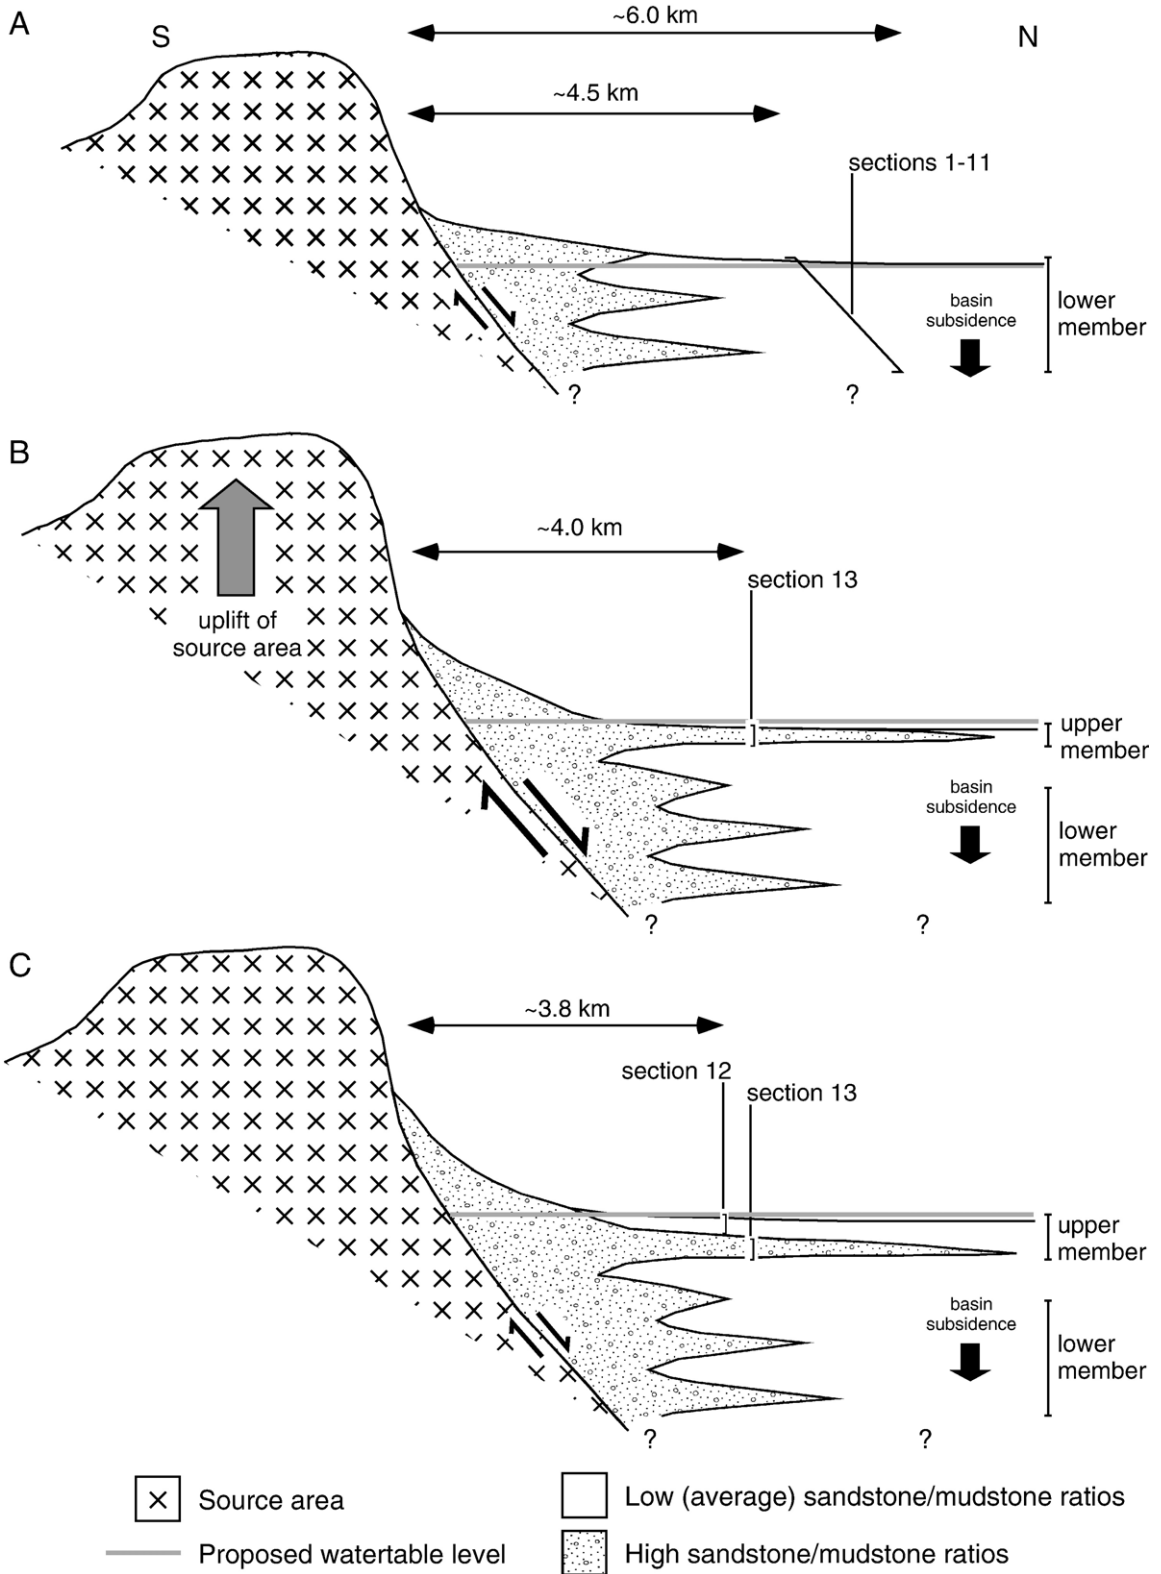 A
S
~6.0 km
N
~4.5 km
sections 1-11
basin
subsidence
lower
member
?
?
B
~4.0 km
section 13
uplift of
source area
upper
member
basin
subsidence
lower
member
?
?
C
~3.8 km
section 12
section 13
upper
member
basin
subsidence
lower
member
?
?
Source area
Low (average) sandstone/mudstone ratios
Proposed watertable level
High sandstone/mudstone ratios